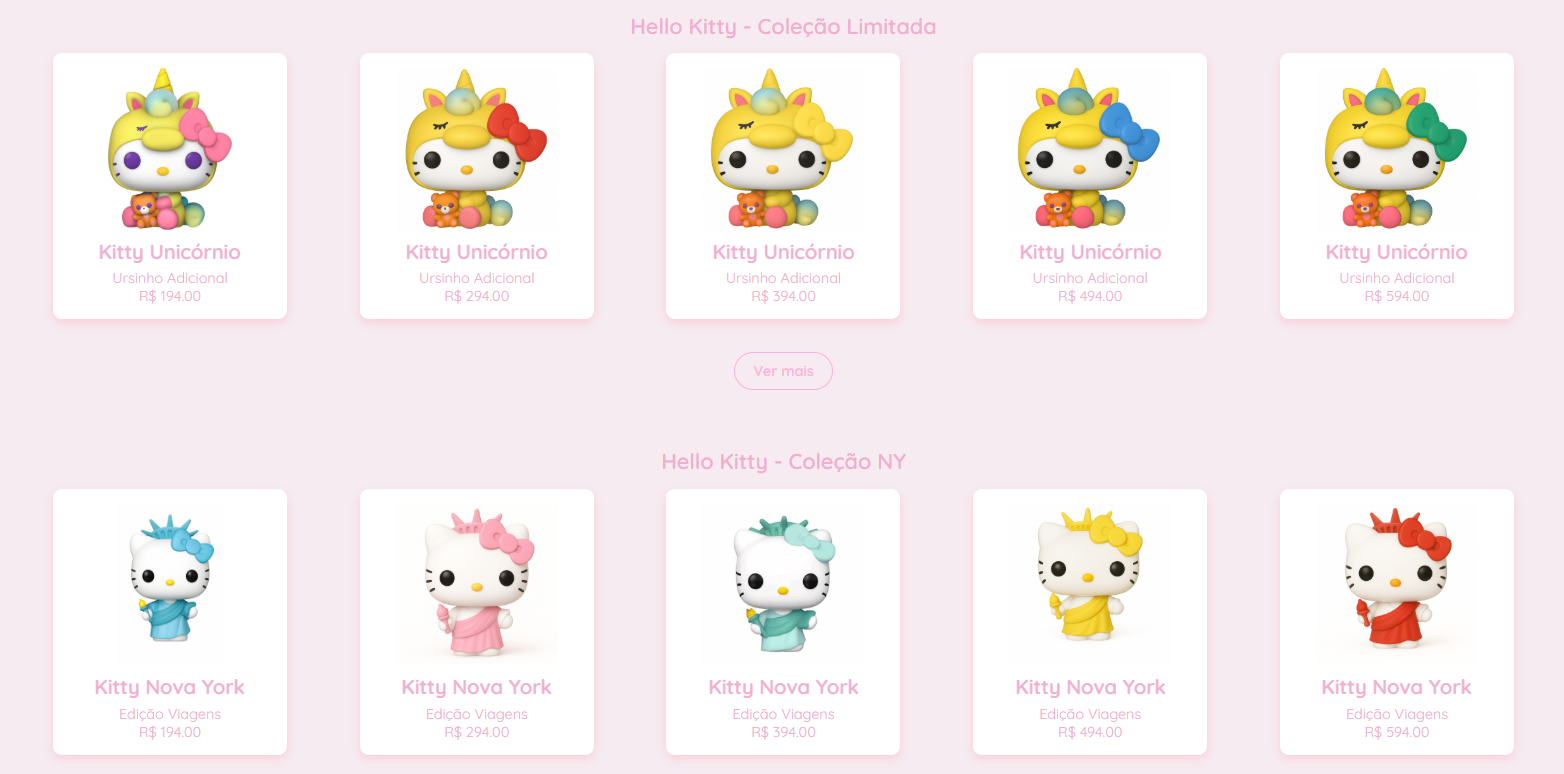 Hello Kitty - Coleção Limitada
Kitty Unicórnio
Ursinho Adicional
R$ 194.00
Kitty Unicórnio
Ursinho Adicional
R$ 294.00
Kitty Unicórnio
Ursinho Adicional
R$ 394.00
Kitty Unicórnio
Ursinho Adicional
R$ 494.00
Kitty Unicórnio
Ursinho Adicional
R$ 594.00
Ver mais
Hello Kitty - Coleção NY
Kitty Nova York
Edição Viagens
R$ 194.00
Kitty Nova York
Edição Viagens
R$ 294.00
Kitty Nova York
Edição Viagens
R$ 394.00
Kitty Nova York
Edição Viagens
R$ 494.00
Kitty Nova York
Edição Viagens
R$ 594.00